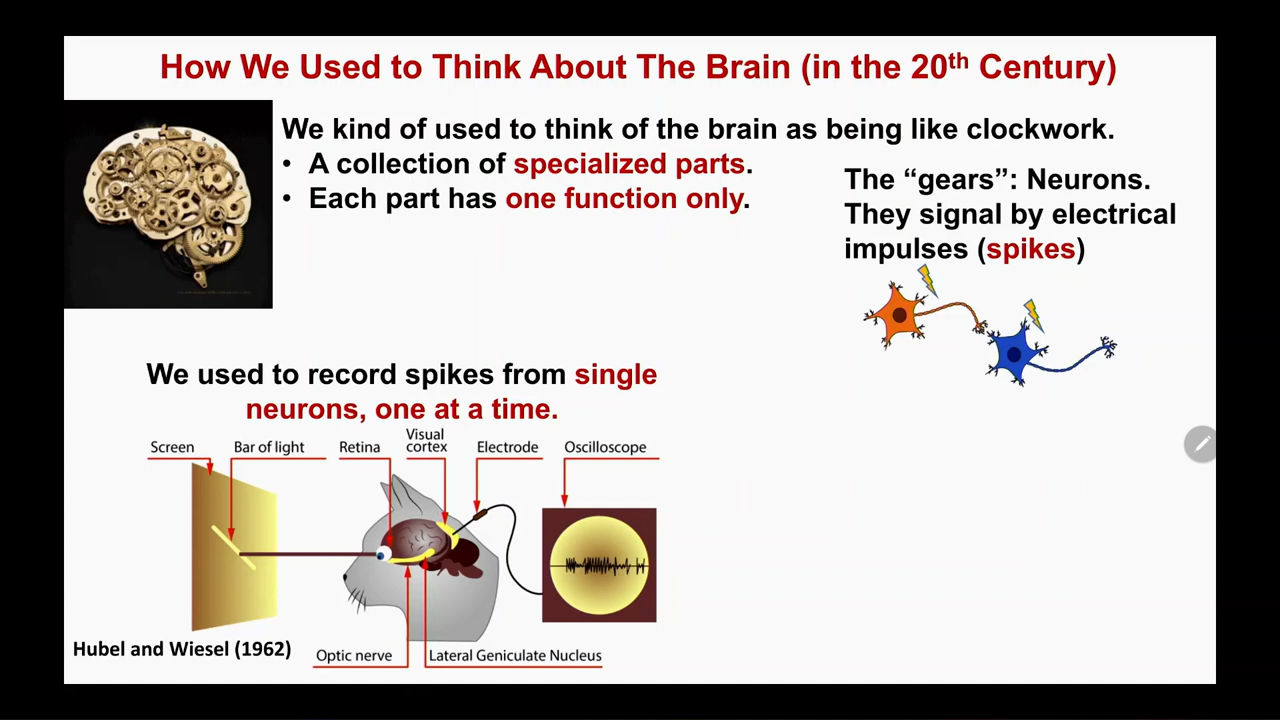 How We Used to Think About The Brain (in the 20th Century)
We kind of used to think of the brain as being like clockwork.
• A collection of specialized parts.
• Each part has one function only.
The “gears”: Neurons.
They signal by electrical
impulses (spikes)
We used to record spikes from single
neurons, one at a time.
Screen
Bar of light
Retina
Visual
cortex
Electrode
Oscilloscope
Hubel and Wiesel (1962)
Optic nerve
Lateral Geniculate Nucleus